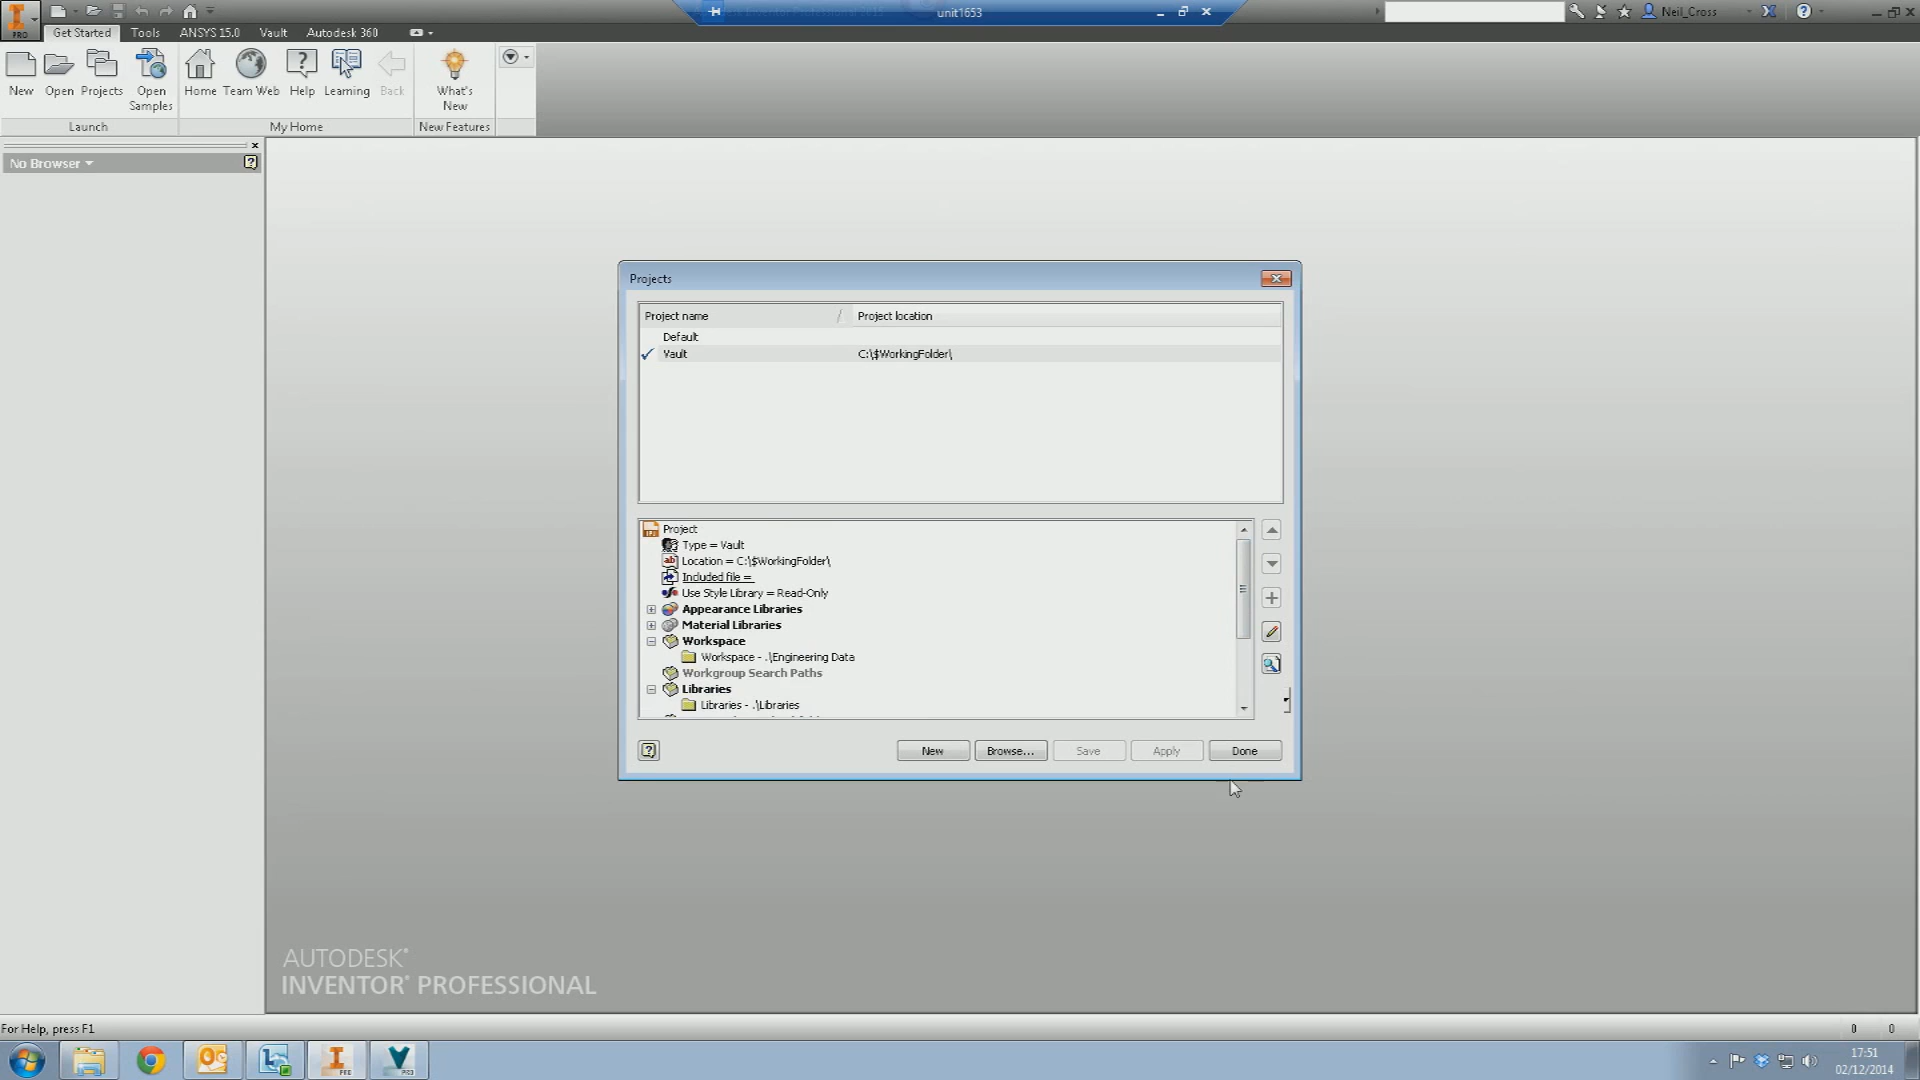 unit1653
Neil_Cross
PRO
Get Started Tools ANSYS 15.0 Vault Autodesk 360
New Open Projects Open Samples Home Team Web Help Learning Back What's New
Launch My Home New Features
No Browser
Projects
Project name / Project location
Default
Vault C:\$WorkingFolder\
Project
Type = Vault
Location = C:\$WorkingFolder\
Included file =
Use Style Library = Read-Only
Appearance Libraries
Material Libraries
Workspace
Workspace - .\Engineering Data
Workgroup Search Paths
Libraries
Libraries - .\Libraries
New Browse... Save Apply Done
AUTODESK®
INVENTOR® PROFESSIONAL
For Help, press F1 0 0
17:51
02/12/2014